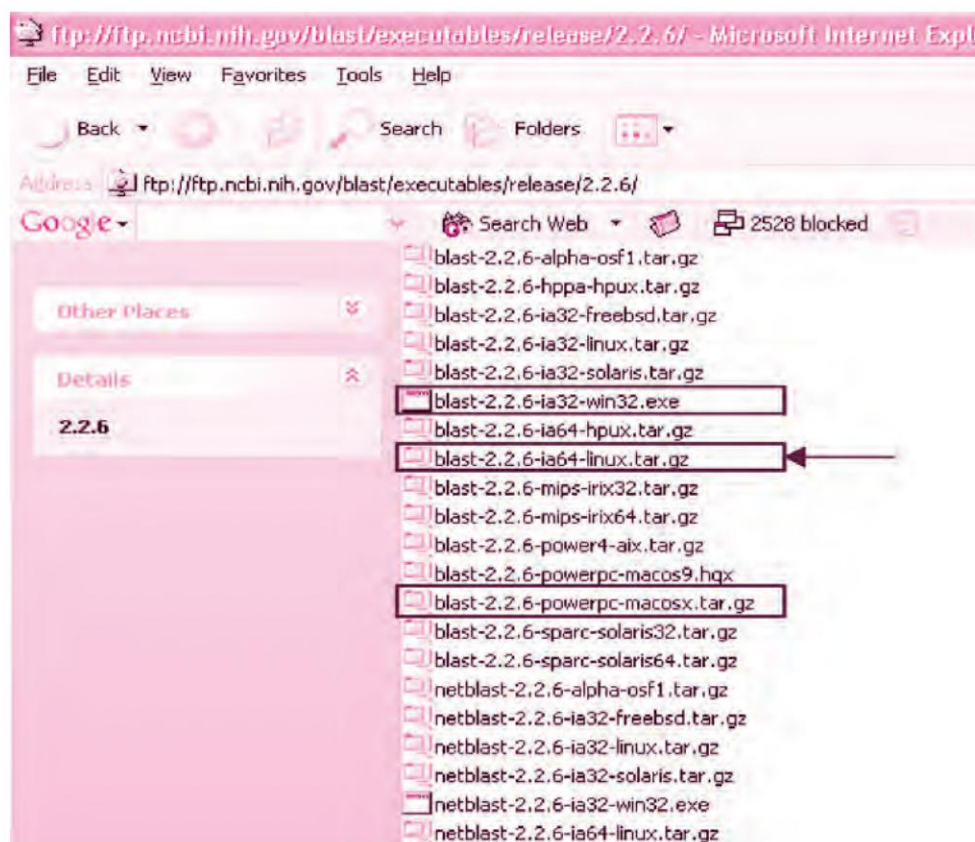 ftp://ftp.ncbi.nih.gov/blast/executables/release/2.2.6/ - Microsoft Internet Expl
File Edit View Favorites Tools Help
Back Search Folders
Address ftp://ftp.ncbi.nih.gov/blast/executables/release/2.2.6/
Google Search Web 2528 blocked
Other Places
Details
2.2.6
blast-2.2.6-alpha-osf1.tar.gz
blast-2.2.6-hppa-hpux.tar.gz
blast-2.2.6-ia32-freebsd.tar.gz
blast-2.2.6-ia32-linux.tar.gz
blast-2.2.6-ia32-solaris.tar.gz
blast-2.2.6-ia32-win32.exe
blast-2.2.6-ia64-hpux.tar.gz
blast-2.2.6-ia64-linux.tar.gz
blast-2.2.6-mips-irix32.tar.gz
blast-2.2.6-mips-irix64.tar.gz
blast-2.2.6-power4-aix.tar.gz
blast-2.2.6-powerpc-macos9.hqx
blast-2.2.6-powerpc-macosx.tar.gz
blast-2.2.6-sparc-solaris32.tar.gz
blast-2.2.6-sparc-solaris64.tar.gz
netblast-2.2.6-alpha-osf1.tar.gz
netblast-2.2.6-ia32-freebsd.tar.gz
netblast-2.2.6-ia32-linux.tar.gz
netblast-2.2.6-ia32-solaris.tar.gz
netblast-2.2.6-ia32-win32.exe
netblast-2.2.6-ia64-linux.tar.gz